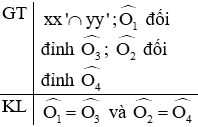 GT xx'∩yy'; Ô₁ đối
đỉnh Ô₃; Ô₂ đối
đỉnh Ô₄
KL Ô₁ = Ô₃ và Ô₂ = Ô₄